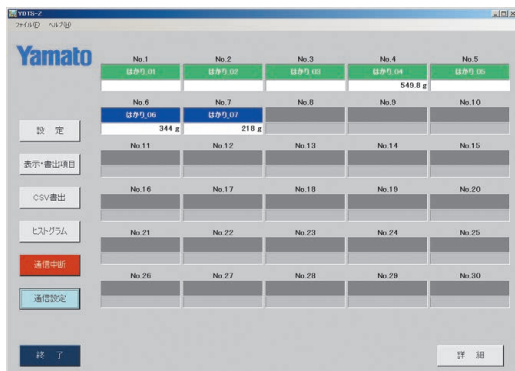 YDTS-2
ファイル(F) ヘルプ(H)
Yamato
No.1 No.2 No.3 No.4 No.5
はかり_01 はかり_02 はかり_03 はかり_04 はかり_05
549.8 g
No.6 No.7 No.8 No.9 No.10
はかり_06 はかり_07
344 g 218 g
設 定
No.11 No.12 No.13 No.14 No.15
表示・書出項目
No.16 No.17 No.18 No.19 No.20
CSV書出
ヒストグラム
No.21 No.22 No.23 No.24 No.25
通信中断
No.26 No.27 No.28 No.29 No.30
通信設定
終 了
詳 細